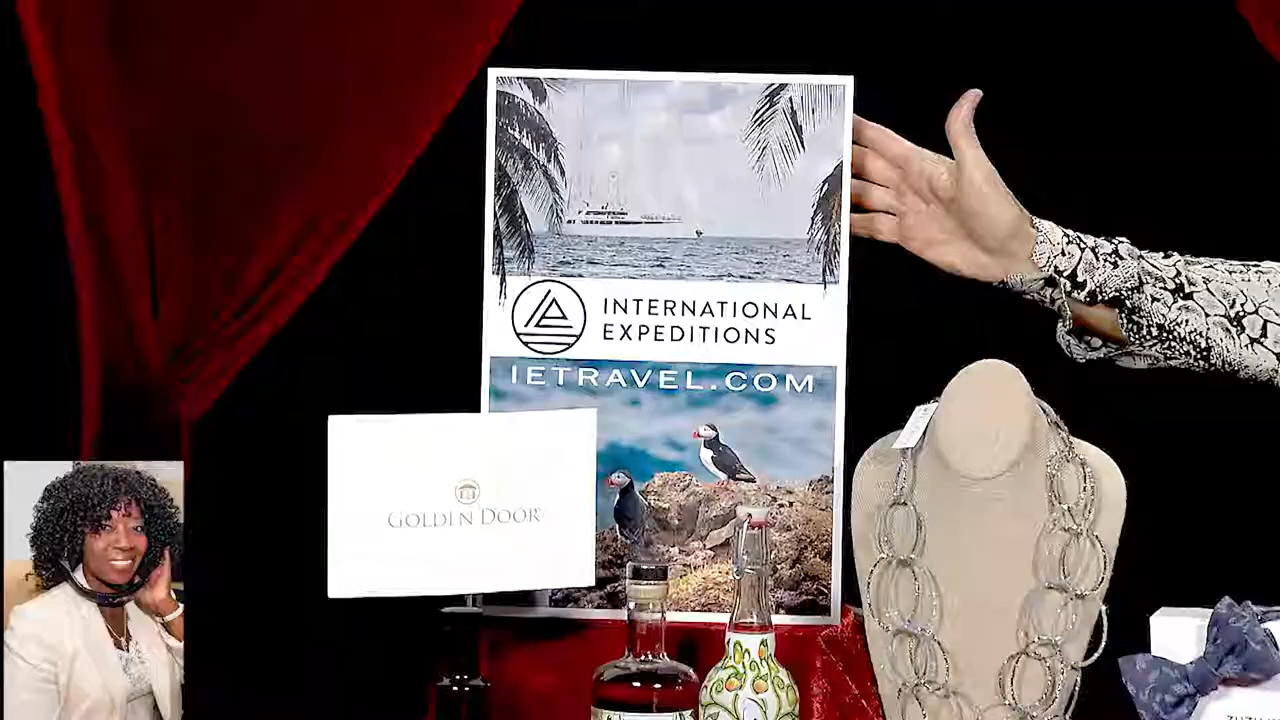 INTERNATIONAL
EXPEDITIONS
IETRAVEL.COM
GOLDEN DOOR